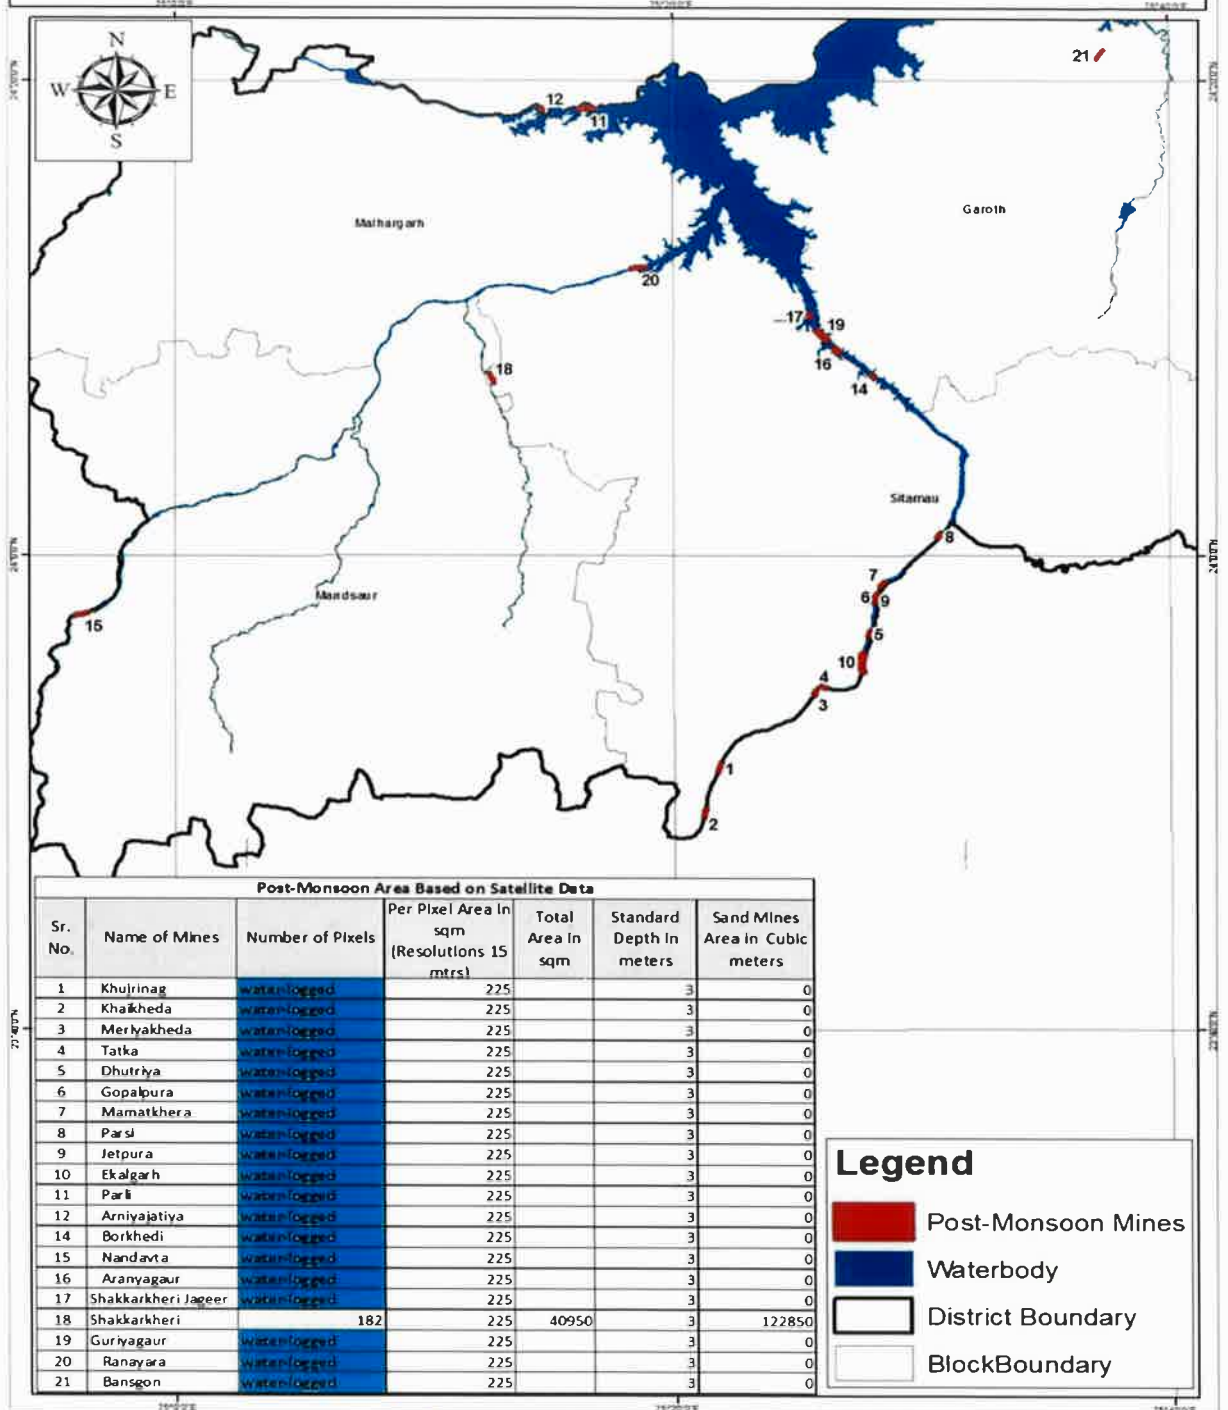 N
W E
S
21
12
11
Malhargarh
Garoth
20
17
19
16
14
18
Sitamau
8
7
6 9
5
10
4
3
Mandsaur
15
1
2
Post-Monsoon Area Based on Satellite Data
Sr. No. Name of Mines Number of Pixels Per Pixel Area in sqm (Resolutions 15 mtrs) Total Area in sqm Standard Depth in meters Sand Mines Area in Cubic meters
1 Khujrinag water-logged 225 3 0
2 Khaikheda water-logged 225 3 0
3 Meriyakheda water-logged 225 3 0
4 Tatka water-logged 225 3 0
5 Dhutriya water-logged 225 3 0
6 Gopalpura water-logged 225 3 0
7 Mamatkhera water-logged 225 3 0
8 Parsi water-logged 225 3 0
9 Jetpura water-logged 225 3 0
10 Ekalgarh water-logged 225 3 0
11 Parli water-logged 225 3 0
12 Arniyajatiya water-logged 225 3 0
14 Borkhedi water-logged 225 3 0
15 Nandavta water-logged 225 3 0
16 Aranyagaur water-logged 225 3 0
17 Shakkarkheri Jageer water-logged 225 3 0
18 Shakkarkheri 182 225 40950 3 122850
19 Guriyagaur water-logged 225 3 0
20 Ranayara water-logged 225 3 0
21 Bansgon water-logged 225 3 0
Legend
Post-Monsoon Mines
Waterbody
District Boundary
BlockBoundary